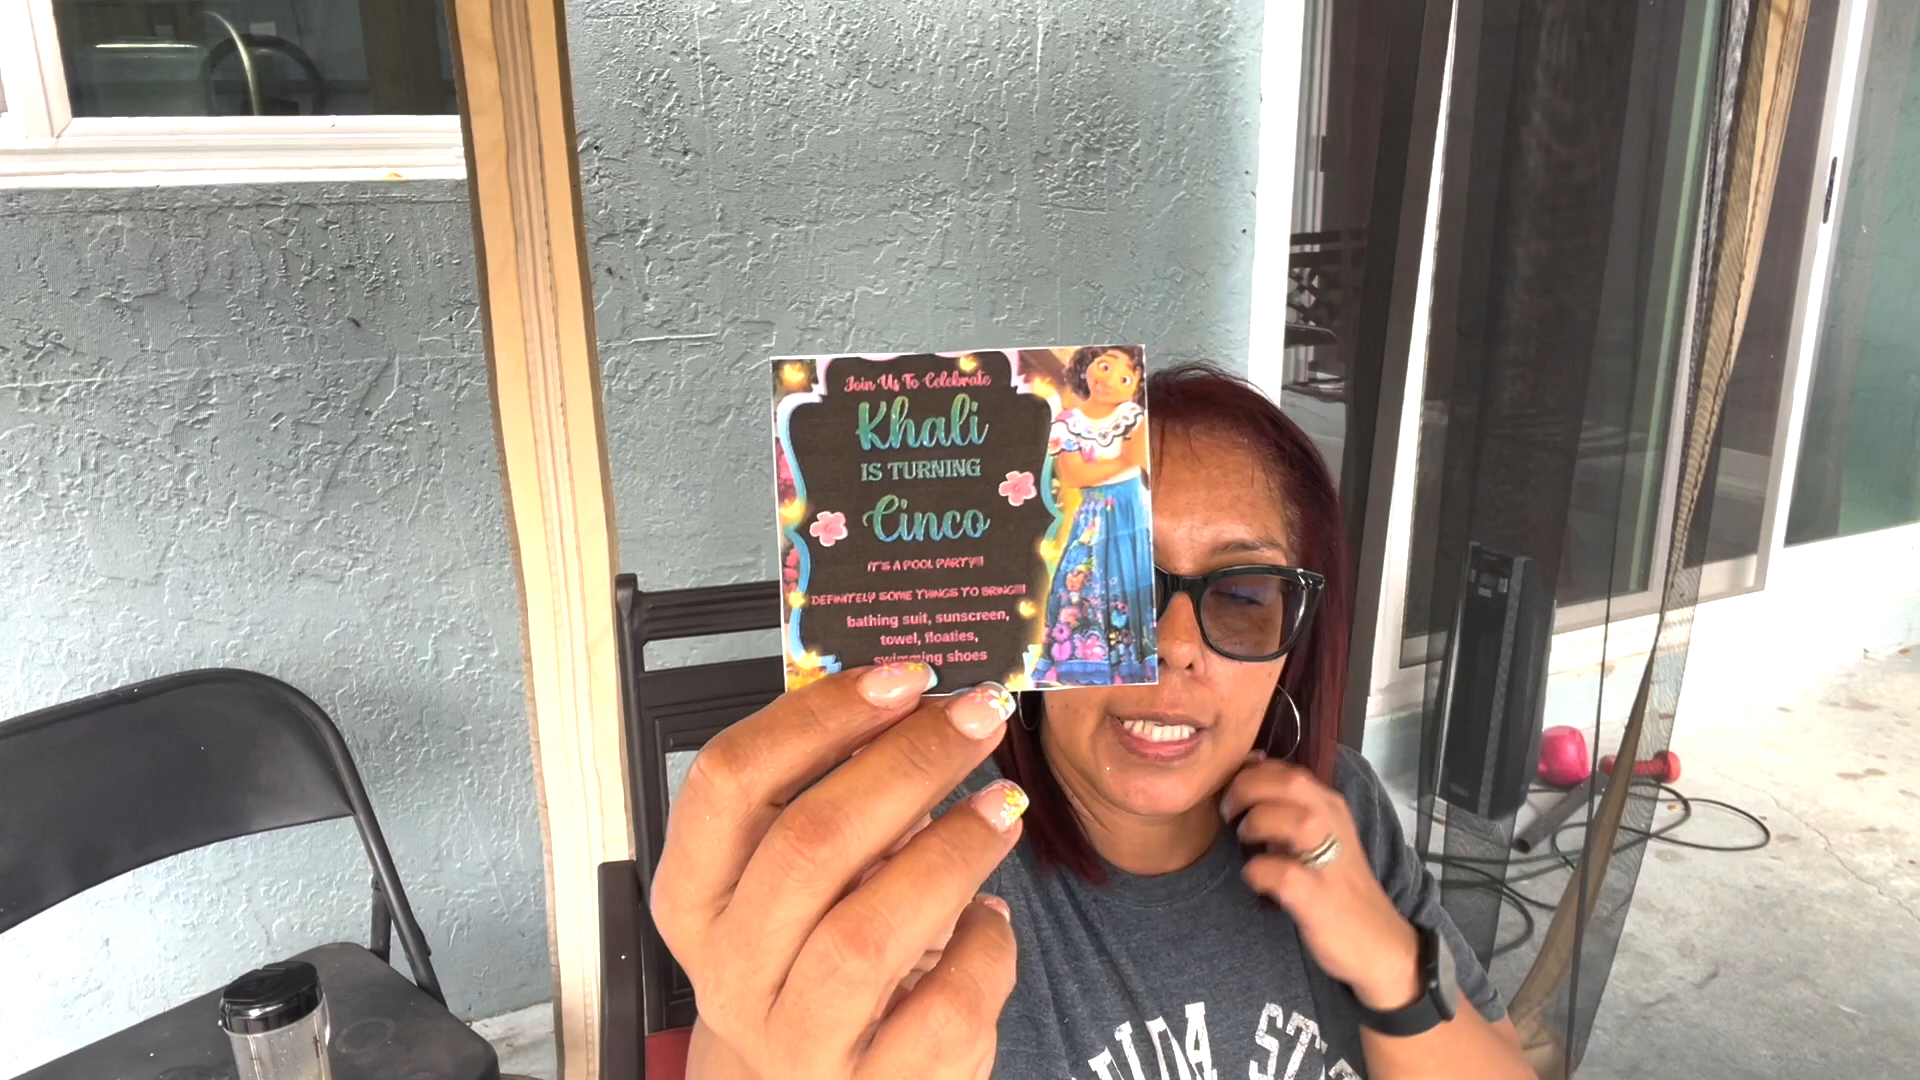 Join Us To Celebrate
Khali
IS TURNING
Cinco
IT'S A POOL PARTY!!!
DEFINITELY SOME THINGS TO BRING!!!!
bathing suit, sunscreen,
towel, floaties,
swimming shoes